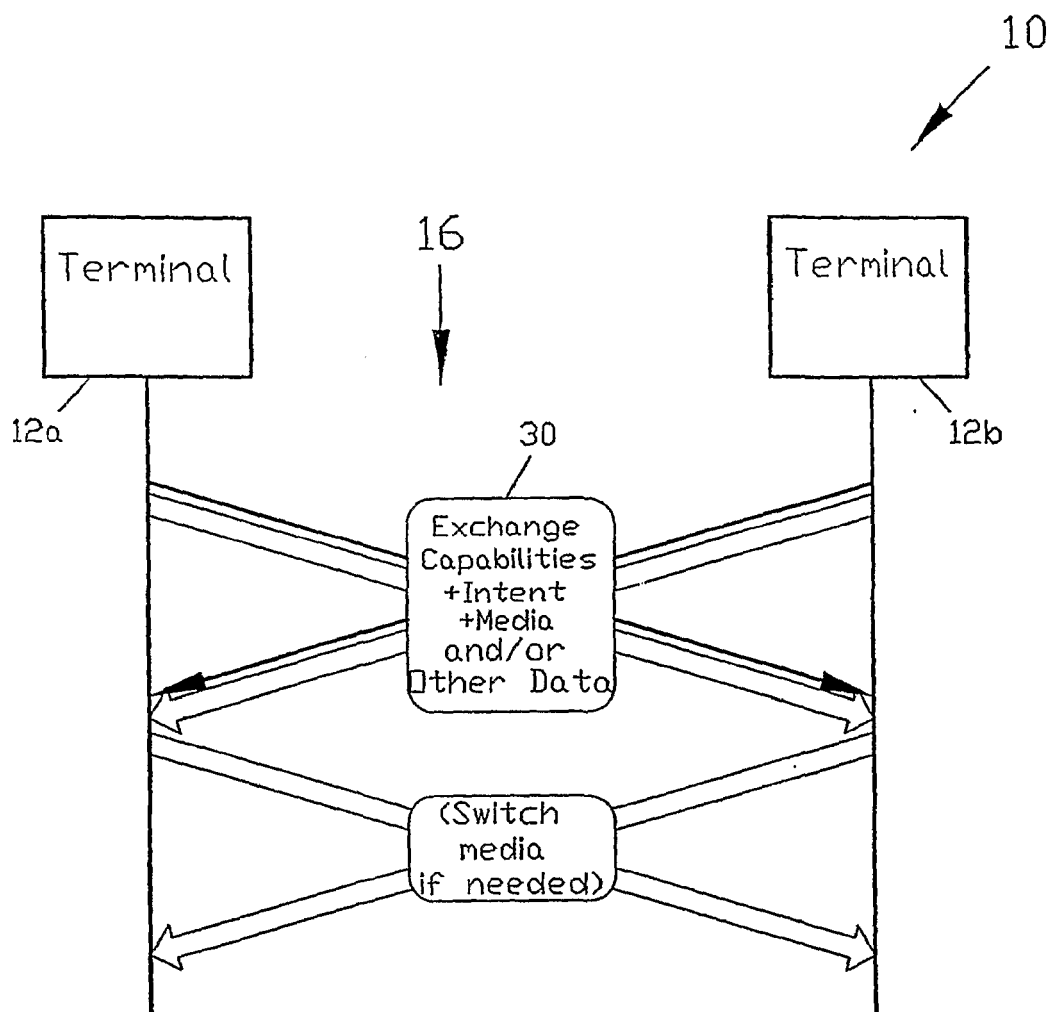 10
Terminal
Terminal
16
12a
12b
30
Exchange
Capabilities
+Intent
+Media
and/or
Other Data
(Switch
media
if needed)